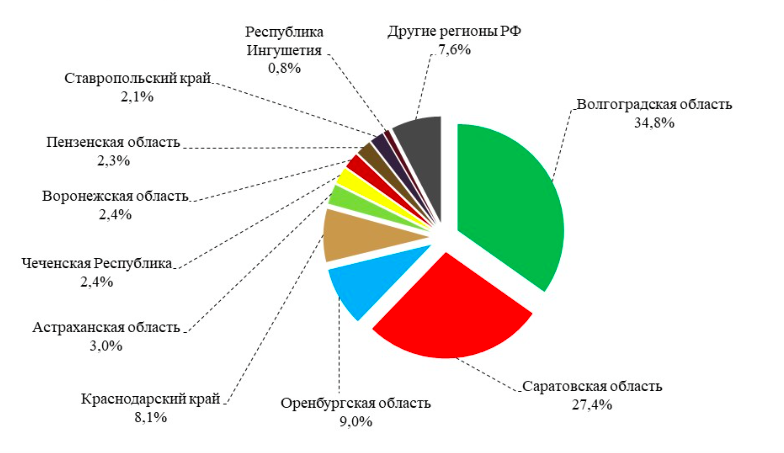 Республика
Ингушетия
0,8%
Другие регионы РФ
7,6%
Ставропольский край
2,1%
Волгоградская область
34,8%
Пензенская область
2,3%
Воронежская область
2,4%
Чеченская Республика
2,4%
Астраханская область
3,0%
Краснодарский край
8,1%
Оренбургская область
9,0%
Саратовская область
27,4%